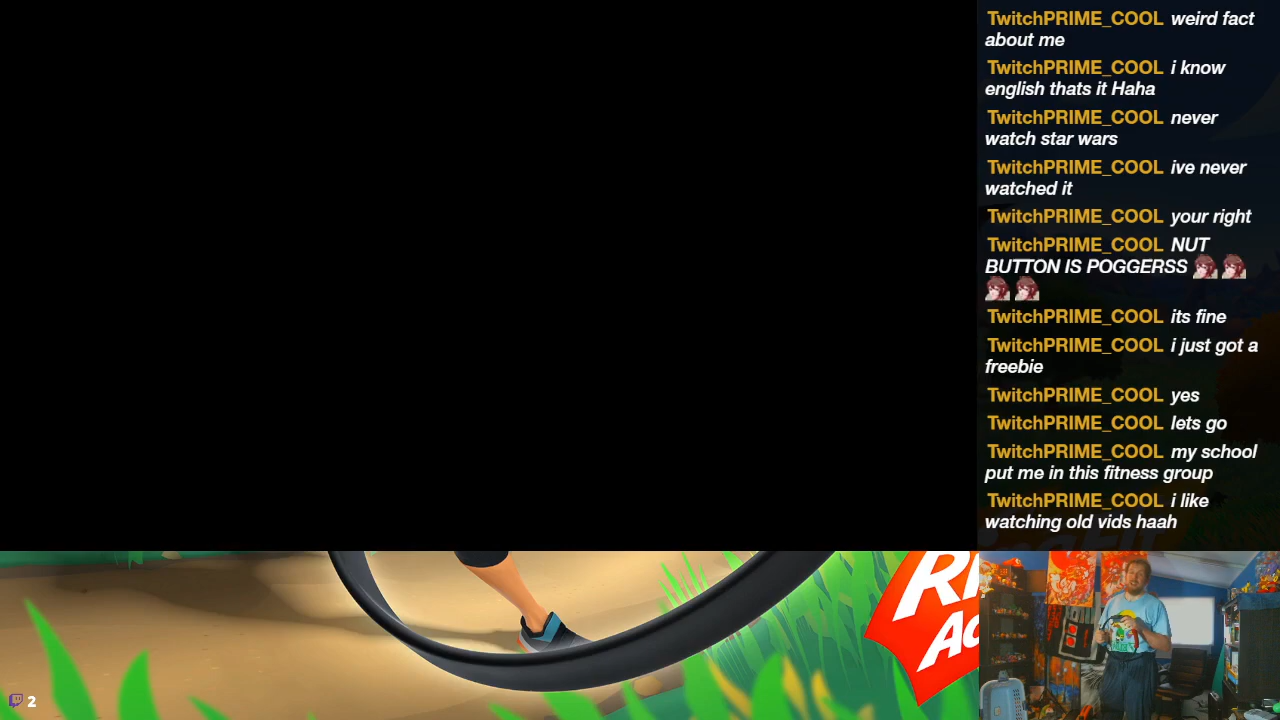 TwitchPRIME_COOL weird fact
about me
TwitchPRIME_COOL i know
english thats it Haha
TwitchPRIME_COOL never
watch star wars
TwitchPRIME_COOL ive never
watched it
TwitchPRIME_COOL your right
TwitchPRIME_COOL NUT
BUTTON IS POGGERSS
TwitchPRIME_COOL its fine
TwitchPRIME_COOL i just got a
freebie
TwitchPRIME_COOL yes
TwitchPRIME_COOL lets go
TwitchPRIME_COOL my school
put me in this fitness group
TwitchPRIME_COOL i like
watching old vids haah
2